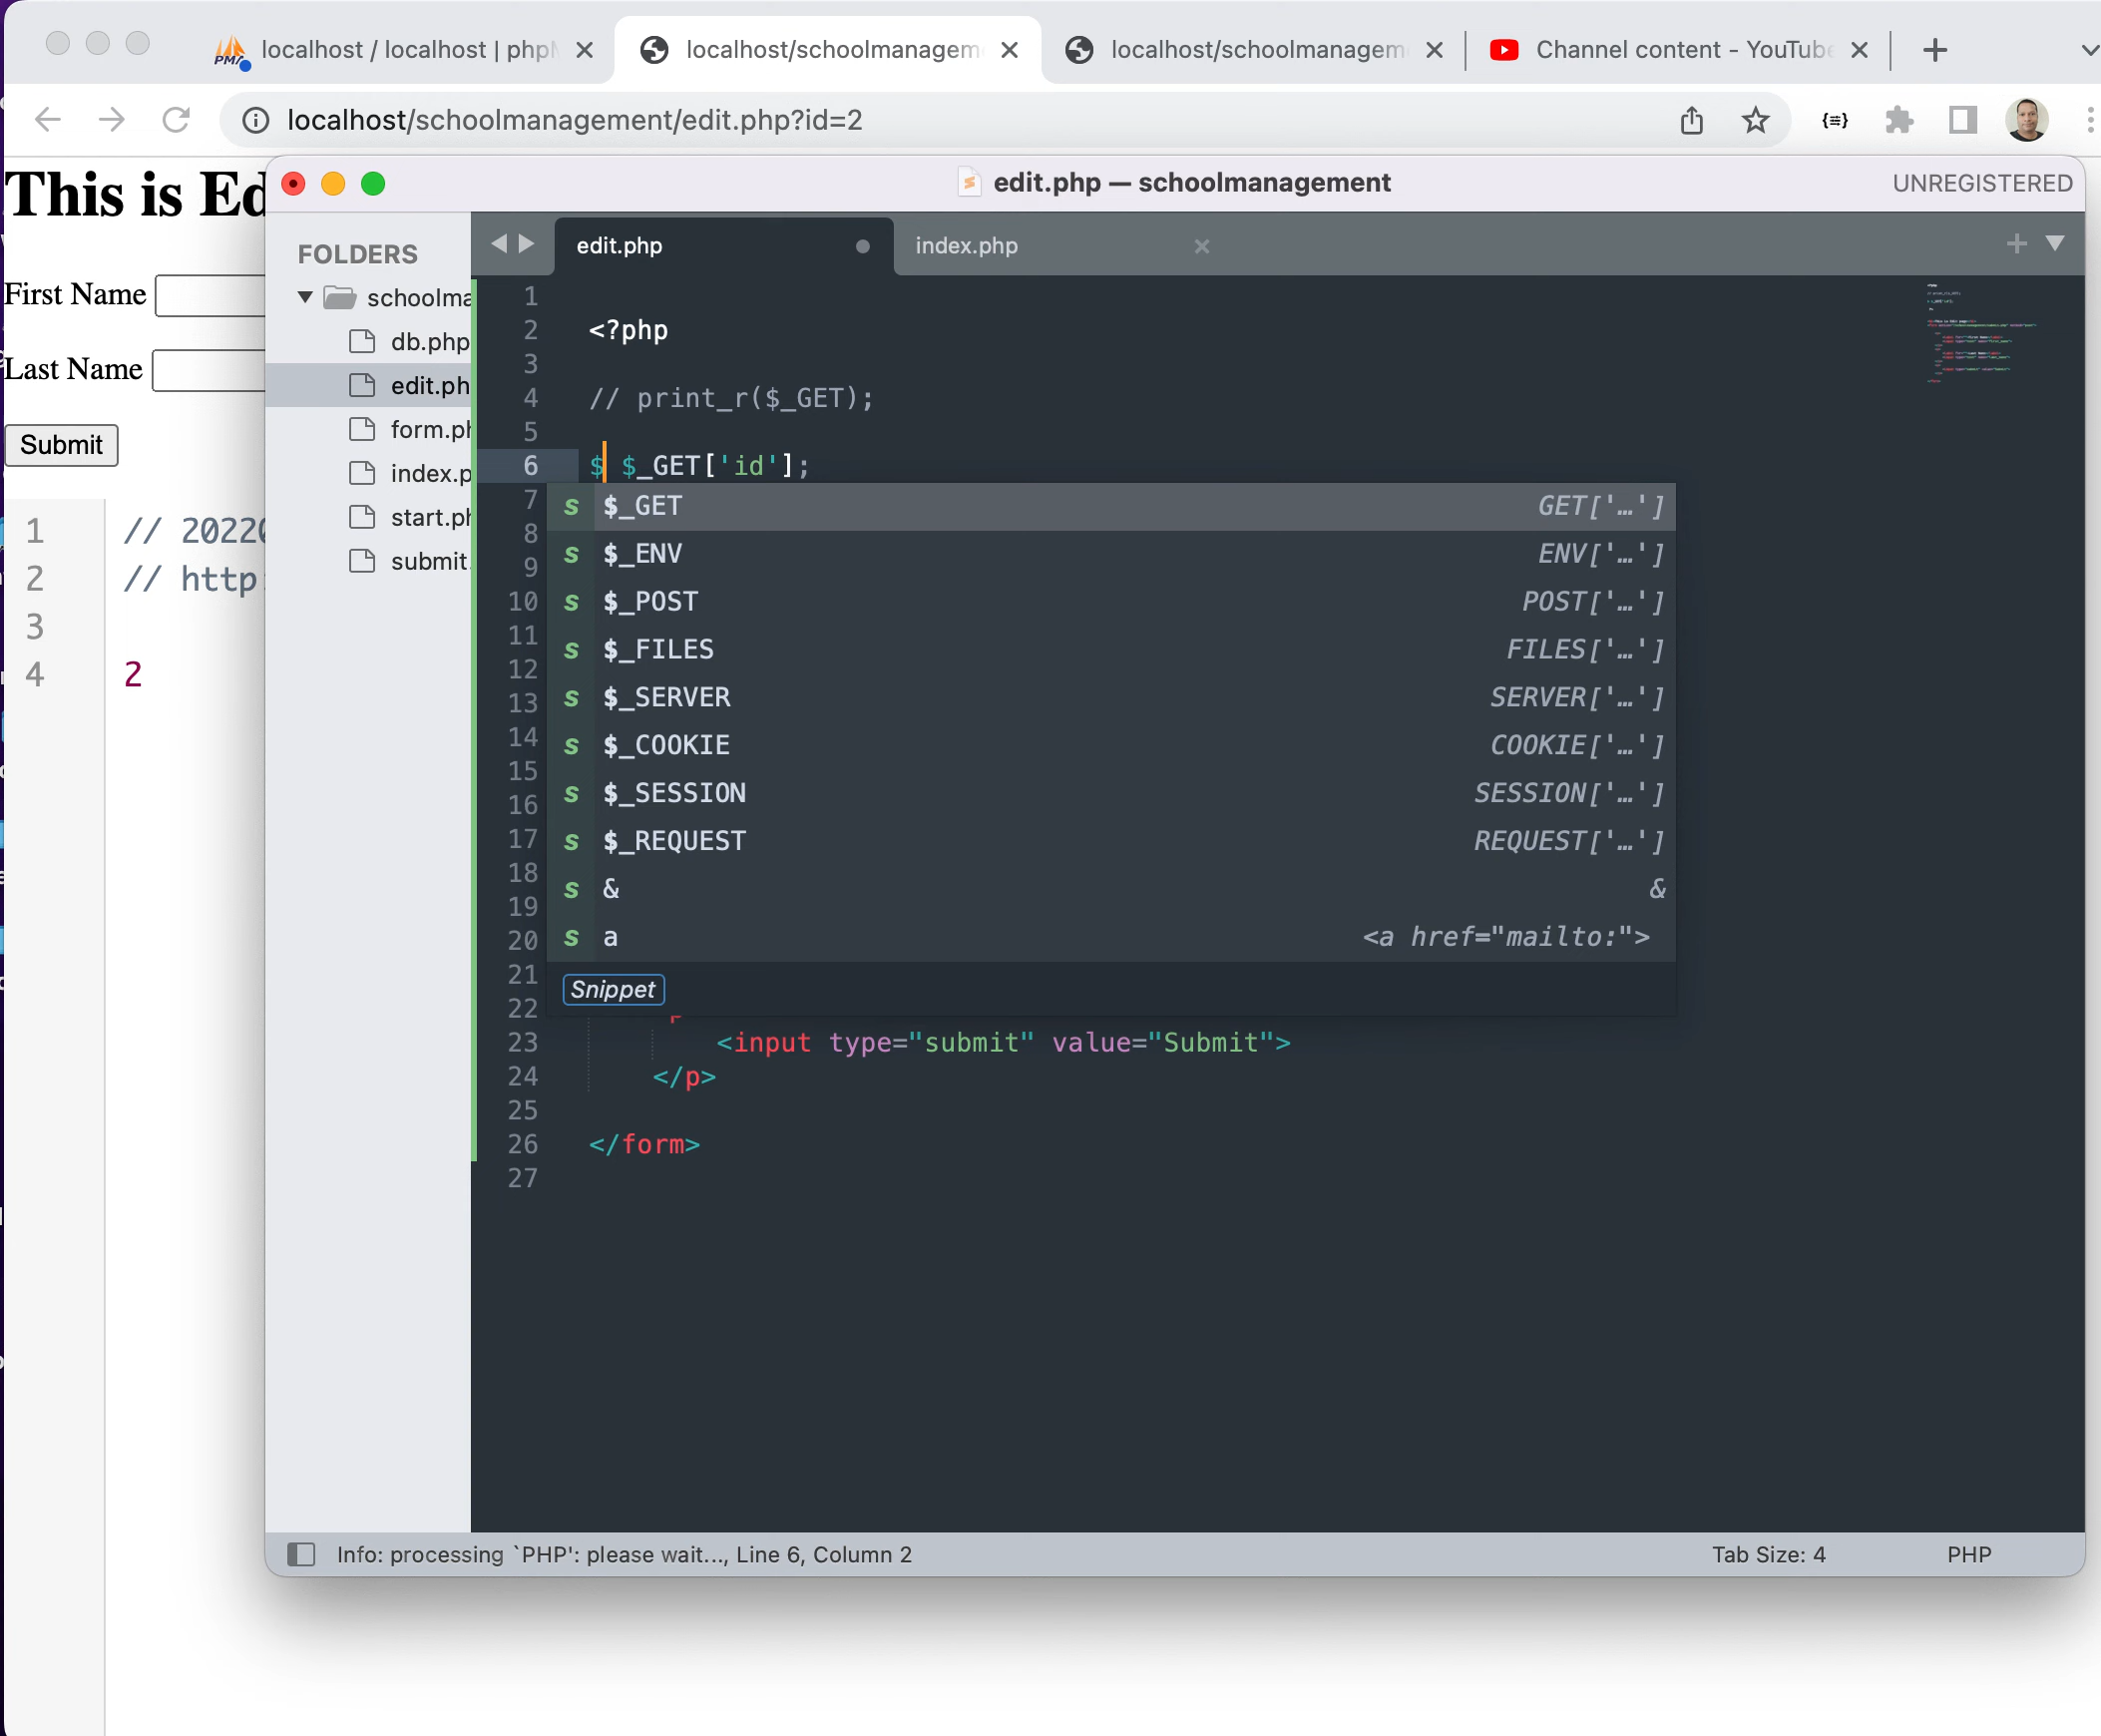 localhost / localhost | phpM
localhost/schoolmanagem
localhost/schoolmanagem
Channel content - YouTube
localhost/schoolmanagement/edit.php?id=2
This is Ed
First Name
Last Name
Submit
1 // 2022
2 // http:
3
4 2
edit.php — schoolmanagement
UNREGISTERED
FOLDERS
schoolma
db.php
edit.ph
form.ph
index.p
start.ph
submit.
edit.php
index.php
1
2 <?php
3
4 // print_r($_GET);
5
6 $ $_GET['id'];
7
8
9
10
11
12
13
14
15
16
17
18
19
20
21
22
23 <input type="submit" value="Submit">
24 </p>
25
26 </form>
27
s $_GET GET['…']
s $_ENV ENV['…']
s $_POST POST['…']
s $_FILES FILES['…']
s $_SERVER SERVER['…']
s $_COOKIE COOKIE['…']
s $_SESSION SESSION['…']
s $_REQUEST REQUEST['…']
s & &
s a <a href="mailto:">
Snippet
Info: processing `PHP': please wait..., Line 6, Column 2
Tab Size: 4
PHP